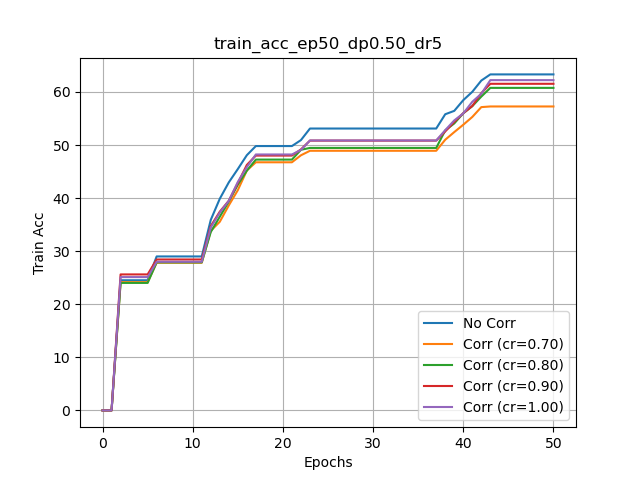 train_acc_ep50_dp0.50_dr5
60
50
40
30
20
10
0
Train Acc
0 10 20 30 40 50
Epochs
No Corr
Corr (cr=0.70)
Corr (cr=0.80)
Corr (cr=0.90)
Corr (cr=1.00)